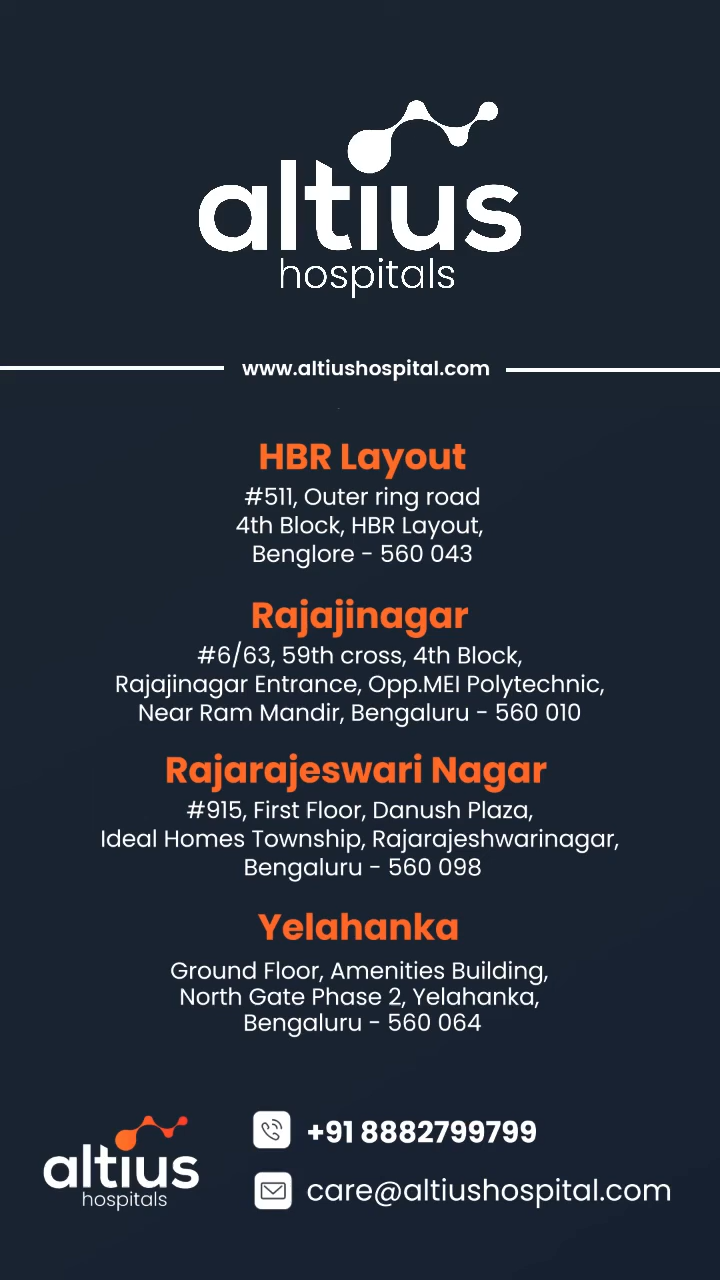 altius
hospitals
www.altiushospital.com
HBR Layout
#511, Outer ring road
4th Block, HBR Layout,
Benglore - 560 043
Rajajinagar
#6/63, 59th cross, 4th Block,
Rajajinagar Entrance, Opp.MEI Polytechnic,
Near Ram Mandir, Bengaluru - 560 010
Rajarajeswari Nagar
#915, First Floor, Danush Plaza,
Ideal Homes Township, Rajarajeshwarinagar,
Bengaluru - 560 098
Yelahanka
Ground Floor, Amenities Building,
North Gate Phase 2, Yelahanka,
Bengaluru - 560 064
altius
hospitals
+91 8882799799
care@altiushospital.com